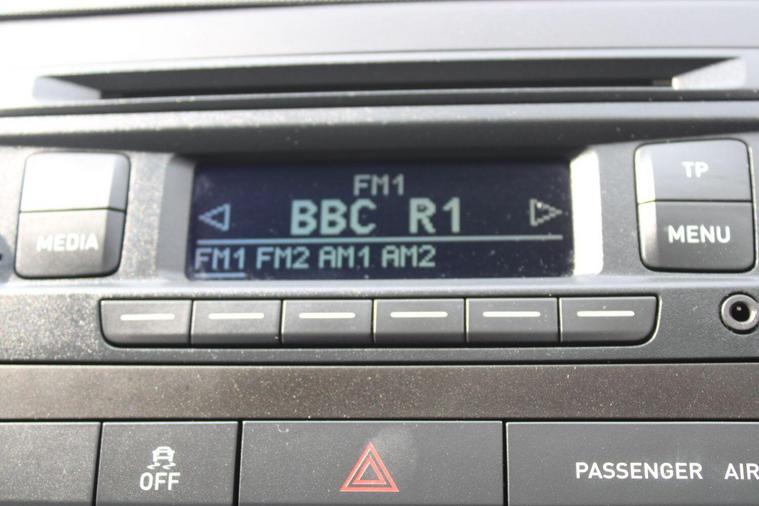 FM1
TP
BBC R1
MEDIA
MENU
FM1 FM2 AM1 AM2
OFF
PASSENGER AIR